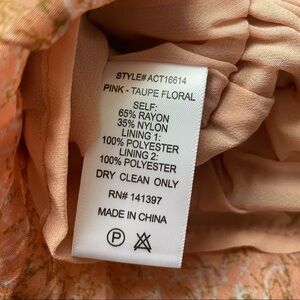 STYLE# ACT16614
PINK - TAUPE FLORAL
SELF:
65% RAYON
35% NYLON
LINING 1:
100% POLYESTER
LINING 2:
100% POLYESTER
DRY CLEAN ONLY
RN# 141397
MADE IN CHINA
P